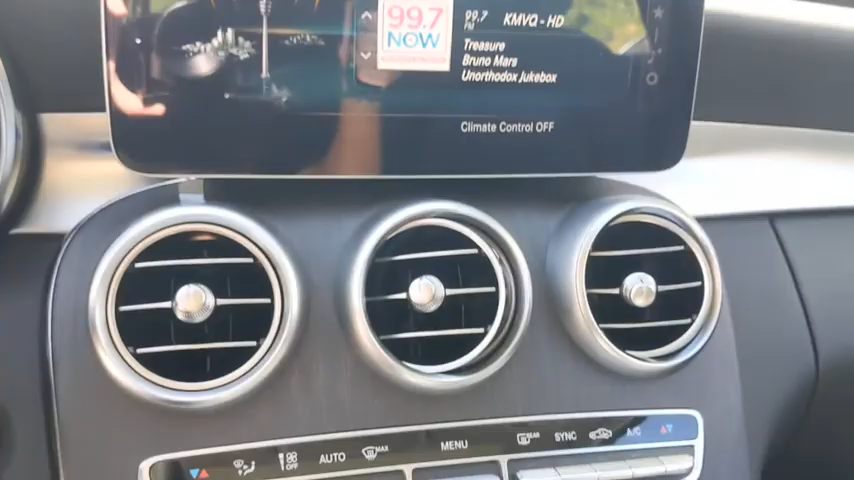 99.7
NOW
99.7
FM
KMVQ-HD
Treasure
Bruno Mars
Unorthodox Jukebox
Climate Control OFF
OFF
AUTO
MAX
MENU
REAR
SYNC
A/C